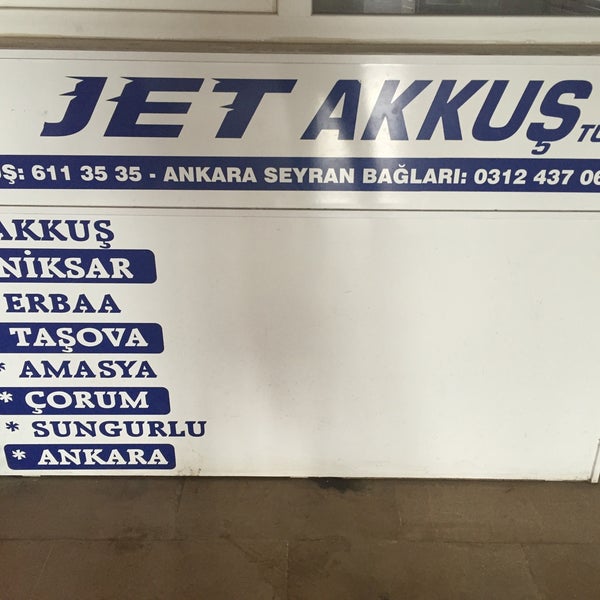 JET AKKUŞ
611 35 35 - ANKARA SEYRAN BAĞLARI: 0312 437 06
AKKUŞ
NİKSAR
ERBAA
TAŞOVA
* AMASYA
* ÇORUM
* SUNGURLU
* ANKARA